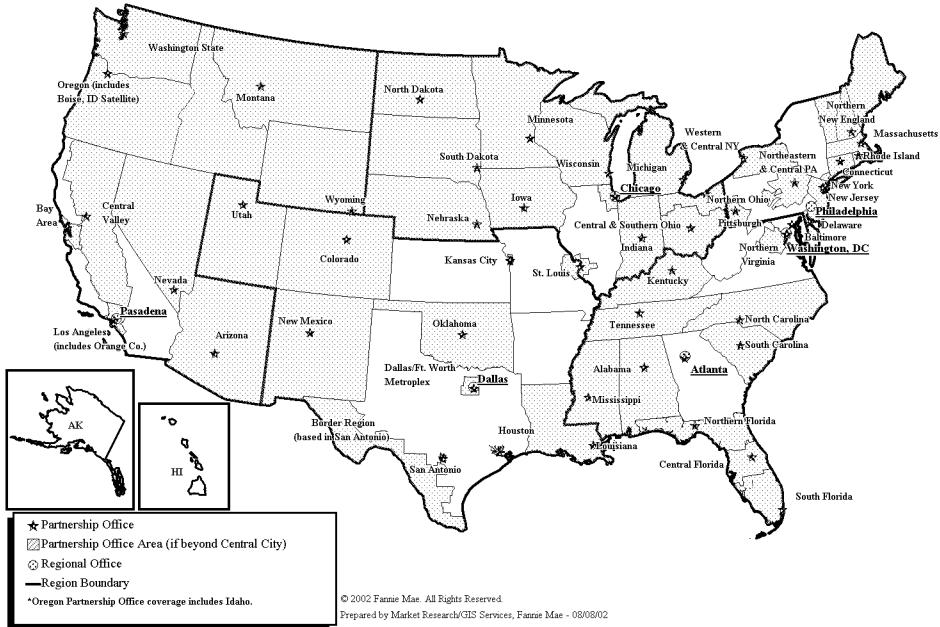 Washington State
Oregon (includes
Boise, ID Satellite)
Montana
North Dakota
Minnesota
South Dakota
Wisconsin
Michigan
Western
& Central NY
Northern
New England
Massachusetts
Rhode Island
Connecticut
New York
New Jersey
Northeastern
& Central PA
Philadelphia
Delaware
Baltimore
Washington, DC
Northern
Virginia
Pittsburgh
Northern Ohio
Chicago
Central & Southern Ohio
Indiana
Iowa
Nebraska
Wyoming
Utah
Colorado
Central
Valley
Bay
Area
Nevada
Pasadena
Los Angeles
(includes Orange Co.)
Arizona
New Mexico
Kansas City
St. Louis
Kentucky
Tennessee
North Carolina
South Carolina
Oklahoma
Dallas/Ft. Worth
Metroplex
Dallas
Alabama
Atlanta
Mississippi
Border Region
(based in San Antonio)
San Antonio
Houston
Louisiana
Northern Florida
Central Florida
South Florida
AK
HI
Partnership Office
Partnership Office Area (if beyond Central City)
Regional Office
Region Boundary
*Oregon Partnership Office coverage includes Idaho.
© 2002 Fannie Mae. All Rights Reserved.
Prepared by Market Research/GIS Services, Fannie Mae - 08/08/02